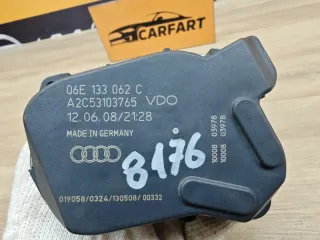 CARFART
06E 133 062 C
A2C53103765 VDO
12.06.08/21:28
MADE IN GERMANY
8176
10008 03978
10008 03978
019058/0324/130508/00332